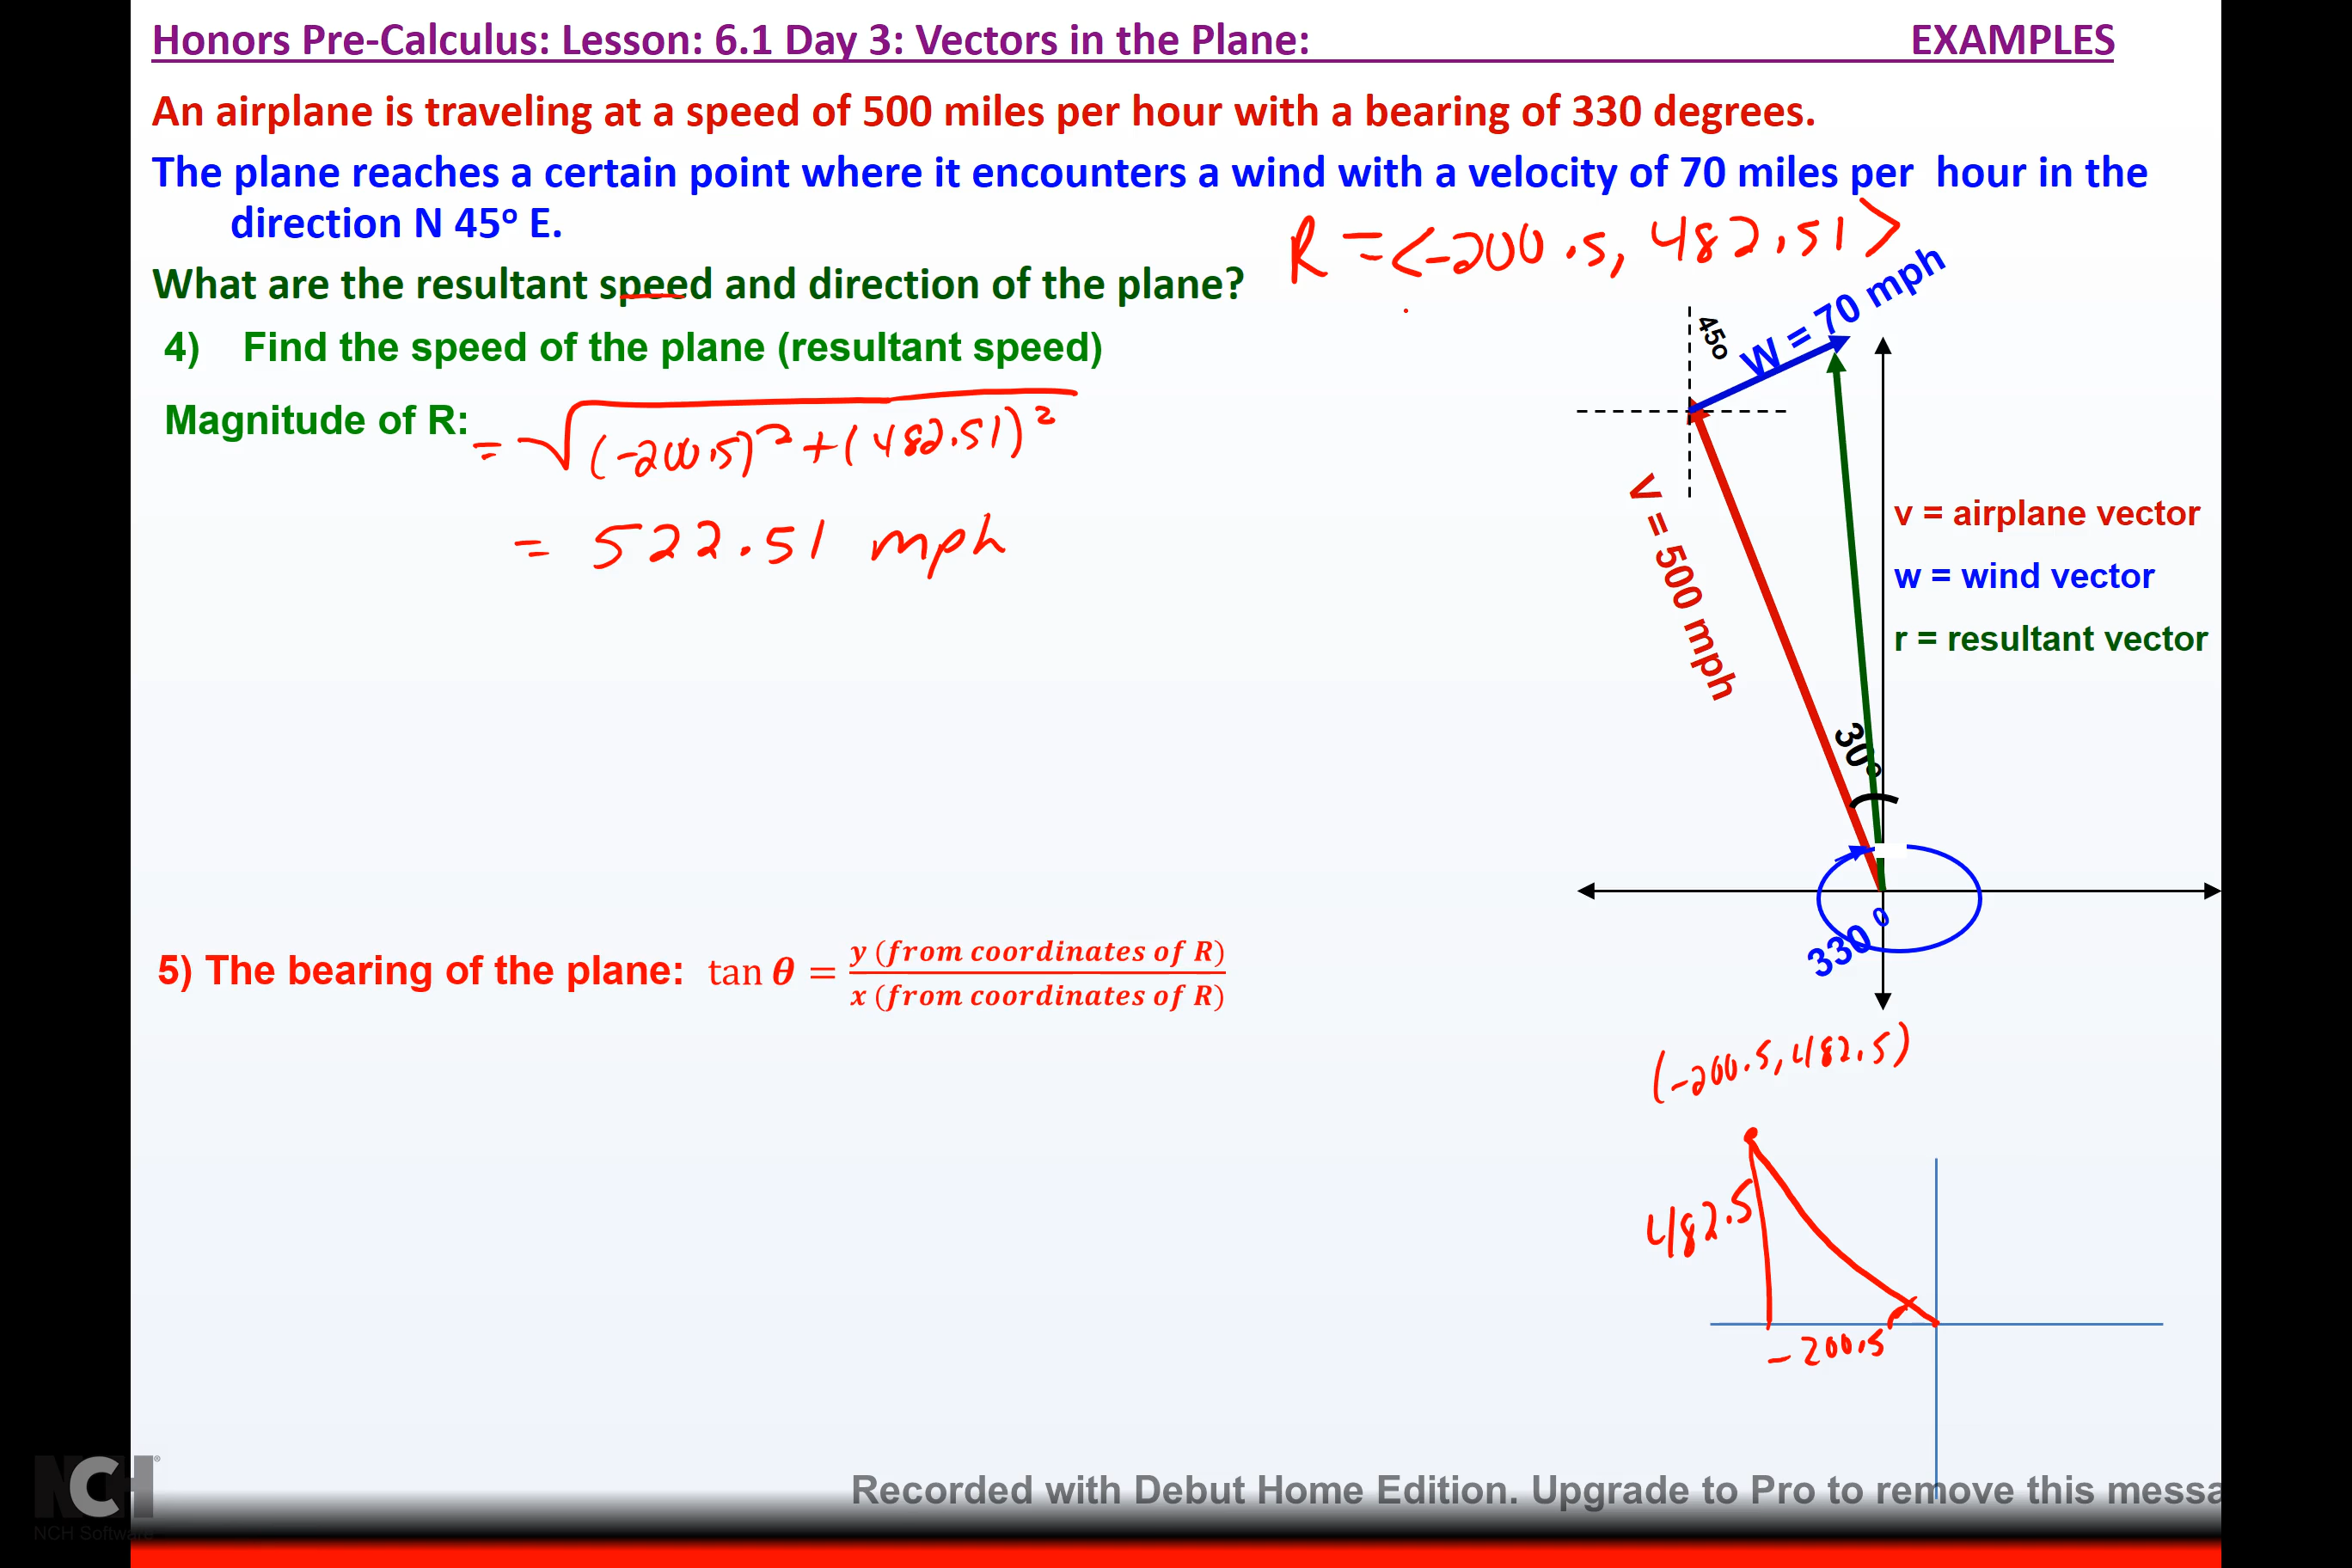 Honors Pre-Calculus: Lesson: 6.1 Day 3: Vectors in the Plane: EXAMPLES
An airplane is traveling at a speed of 500 miles per hour with a bearing of 330 degrees.
The plane reaches a certain point where it encounters a wind with a velocity of 70 miles per hour in the
direction N 45º E.
R = <-200.5, 482.51>
What are the resultant speed and direction of the plane?
4) Find the speed of the plane (resultant speed)
Magnitude of R: = √(-200.5)² + (482.51)²
= 522.51 mph
45o
W = 70 mph
V = 500 mph
v = airplane vector
w = wind vector
r = resultant vector
30º
330 0
5) The bearing of the plane: tan θ = y (from coordinates of R) / x (from coordinates of R)
(-200.5, 482.5)
482.5
-200.5
Recorded with Debut Home Edition. Upgrade to Pro to remove this messa
NCH®
NCH Software